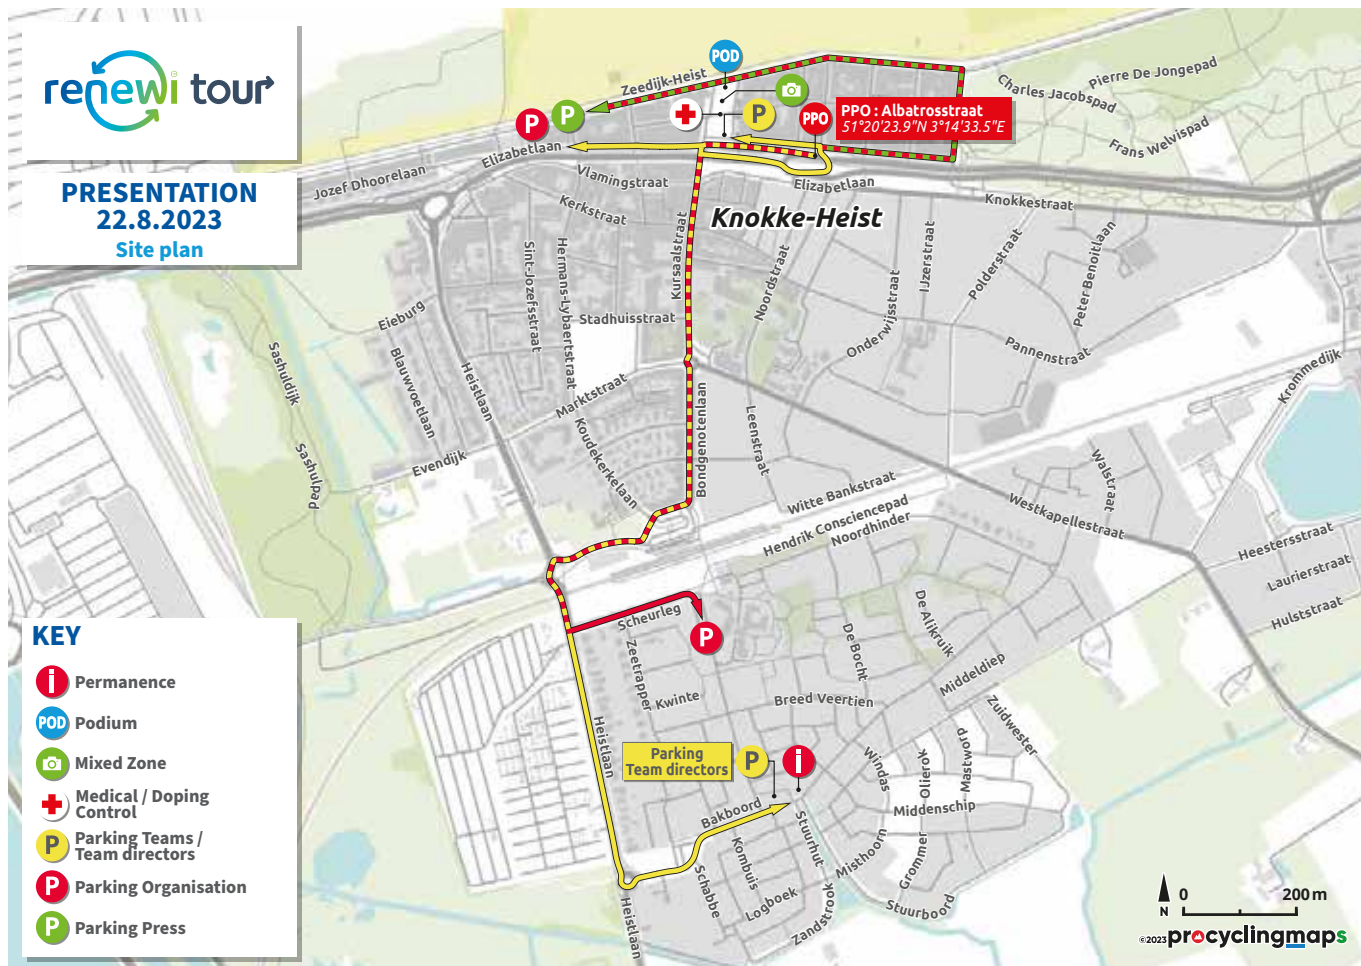 renewi tour
PRESENTATION
22.8.2023
Site plan
POD
Zeedijk-Heist
P
P
P
PPO
PPO : Albatrosstraat
51°20'23.9"N 3°14'33.5"E
Charles Jacobspad
Pierre De Jongepad
Frans Welvispad
Elizabetlaan
Jozef Dhoorelaan
Vlamingstraat
Elizabetlaan
Knokkestraat
Kerkstraat
Knokke-Heist
Kursaalstraat
Sint-Jozefsstraat
Hermans-Lybaertstraat
Noordstraat
IJzerstraat
Polderstraat
Peter Benoitlaan
Onderwijsstraat
Stadhuisstraat
Pannenstraat
Eieburg
Blauwvoetlaan
Sashuldijk
Heistlaan
Marktstraat
Krommedijk
Bondgenotenlaan
Leenstraat
Koudekerkelaan
Evendijk
Sashulpad
Witte Bankstraat
Walstraat
Westkapellestraat
Hendrik Consciencepad
Noordhinder
Heestersstraat
Laurierstraat
Hulststraat
Scheurleg
P
De Alikruik
De Bocht
Zeetrapper
Kwinte
Middeldiep
Breed Veertien
Zuidwester
Heistlaan
Parking
Team directors
P
i
Windas
Olierok
Mastworp
Middenschip
Bakboord
Stuurhut
Misthoorn
Grommer
Kombuis
Schabbe
Logboek
Zandstrook
Stuurboord
Heistlaan
KEY
i Permanence
POD Podium
Mixed Zone
Medical / Doping
Control
P Parking Teams /
Team directors
P Parking Organisation
P Parking Press
N
0 200 m
©2023 procyclingmaps